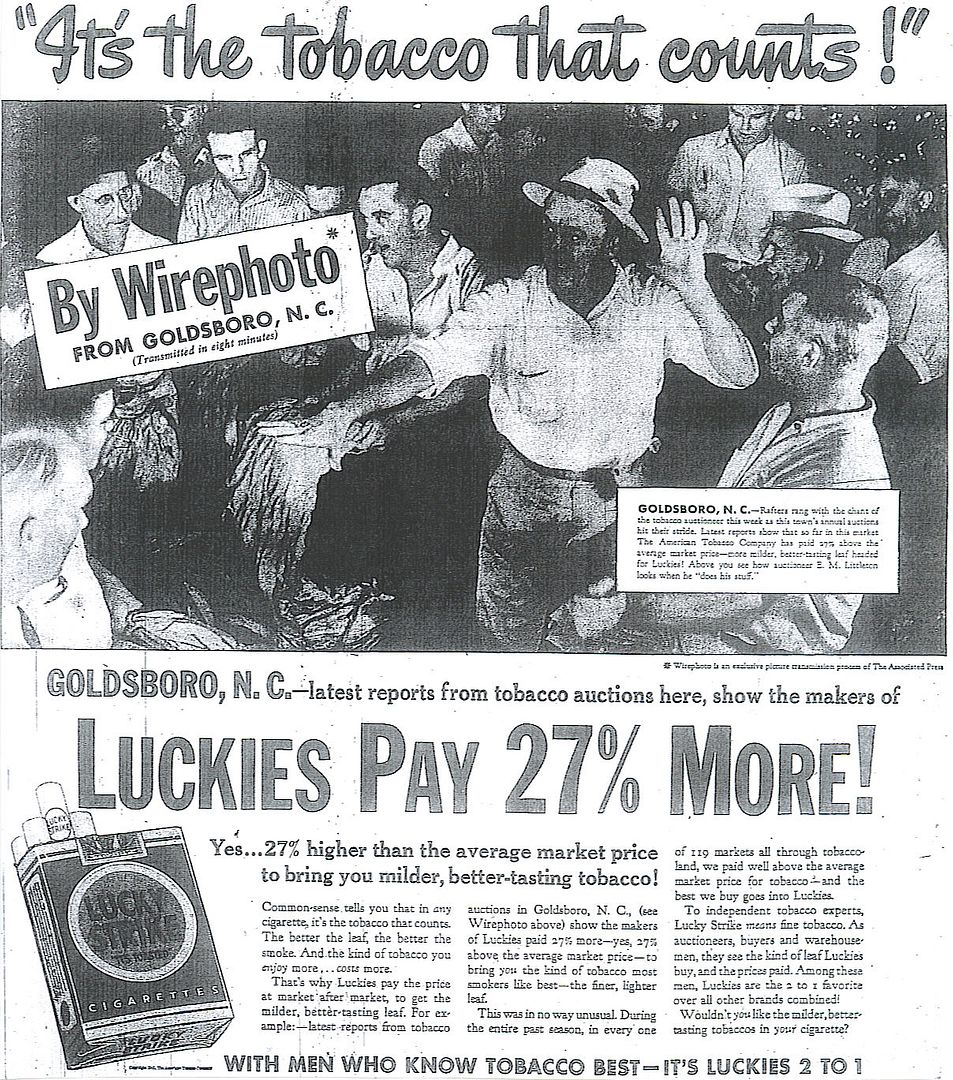 "It's the tobacco that counts!"
By Wirephoto*
FROM GOLDSBORO, N. C.
(Transmitted in eight minutes)
GOLDSBORO, N. C.—Rafters rang with the chant of
the tobacco auctioneer this week as this town's annual auctions
hit their stride. Latest reports show that so far in this market
The American Tobacco Company has paid 27% above the
average market price—more milder, better-tasting leaf headed
for Luckies! Above you see how auctioneer E. M. Littleton
looks when he "does his stuff."
* Wirephoto is an exclusive picture transmission process of The Associated Press
GOLDSBORO, N. C.—latest reports from tobacco auctions here, show the makers of
LUCKIES PAY 27% MORE!
LUCKY
STRIKE
LUCKY
STRIKE
CIGARETTES
LUCKY
STRIKE
Yes...27% higher than the average market price
to bring you milder, better-tasting tobacco!
Common-sense tells you that in any
cigarette, it's the tobacco that counts.
The better the leaf, the better the
smoke. And the kind of tobacco you
enjoy more,.. costs more.
That's why Luckies pay the price
at market after market, to get the
milder, better-tasting leaf. For ex-
ample:—latest reports from tobacco
auctions in Goldsboro, N. C., (see
Wirephoto above) show the makers
of Luckies paid 27% more—yes, 27%
above the average market price—to
bring you the kind of tobacco most
smokers like best—the finer, lighter
leaf.
This was in no way unusual. During
the entire past season, in every one
of 119 markets all through tobacco-
land, we paid well above the average
market price for tobacco—and the
best we buy goes into Luckies.
To independent tobacco experts,
Lucky Strike means fine tobacco. As
auctioneers, buyers and warehouse-
men, they see the kind of leaf Luckies
buy, and the prices paid. Among these
men, Luckies are the 2 to 1 favorite
over all other brands combined!
Wouldn't you like the milder, better-
tasting tobaccos in your cigarette?
The American Tobacco Company
WITH MEN WHO KNOW TOBACCO BEST—IT'S LUCKIES 2 TO 1